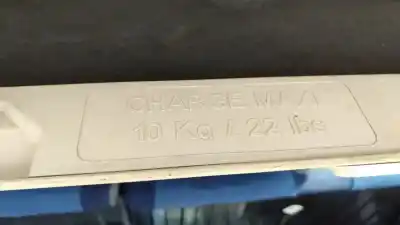 CHARGE MAXI
10 Kg / 22 lbs